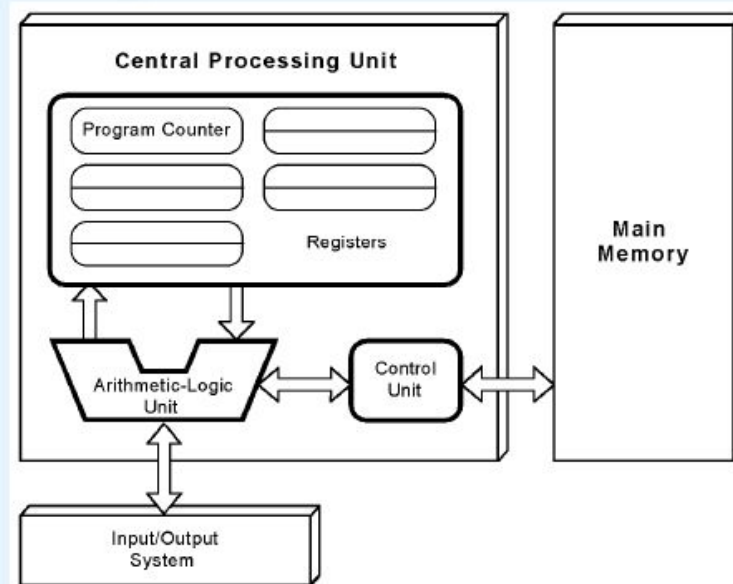 Central Processing Unit
Program Counter
Registers
Main
Memory
Arithmetic-Logic
Unit
Control
Unit
Input/Output
System